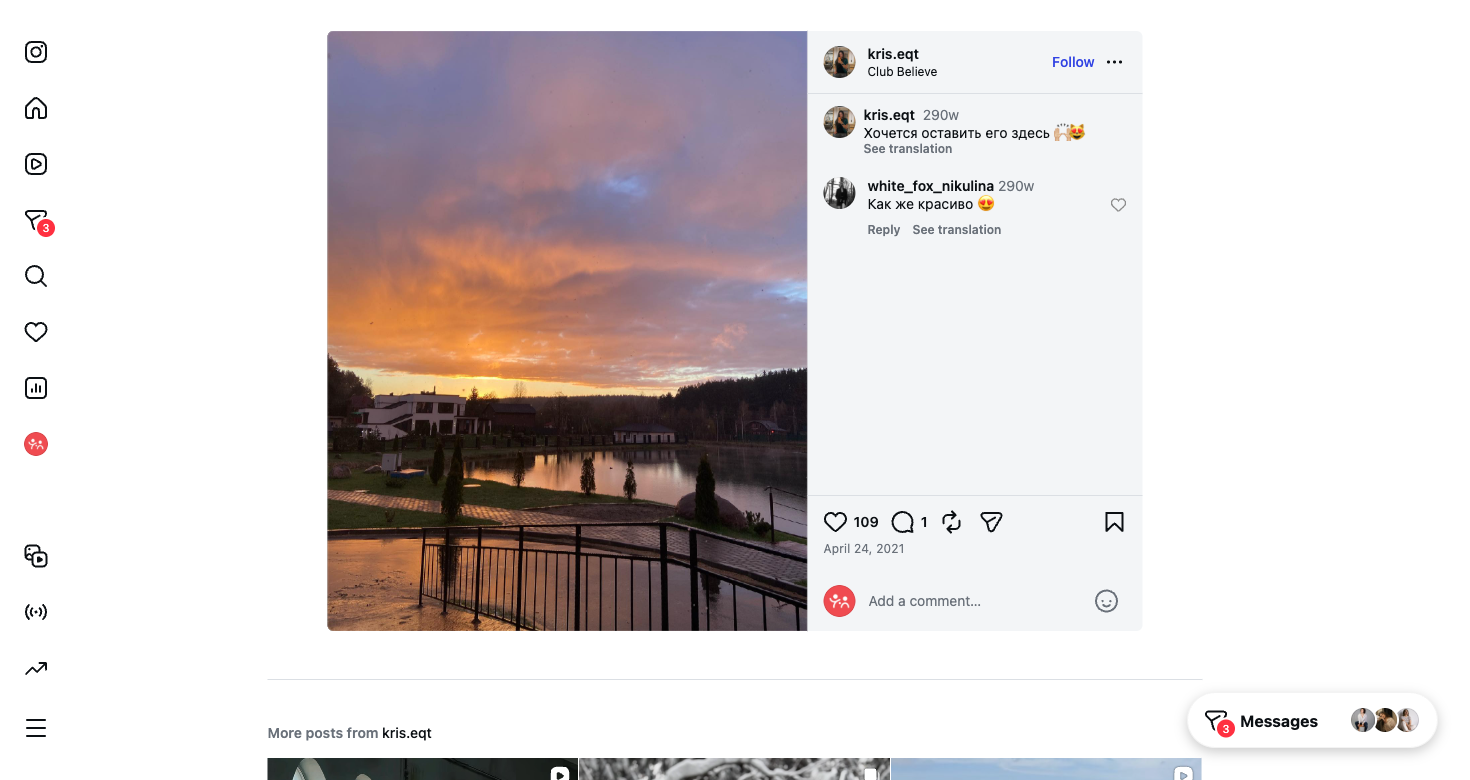 kris.eqt
Club Believe
Follow
kris.eqt 290w
Хочется оставить его здесь 🙌🏼😻
See translation
white_fox_nikulina 290w
Как же красиво 😍
Reply See translation
109 1
April 24, 2021
Add a comment...
More posts from kris.eqt
3
3
Messages